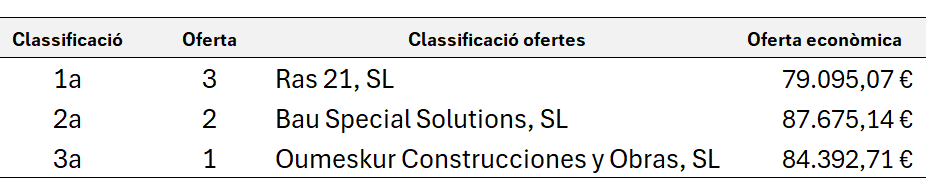 Classificació Oferta Classificació ofertes Oferta econòmica
1a 3 Ras 21, SL 79.095,07 €
2a 2 Bau Special Solutions, SL 87.675,14 €
3a 1 Oumeskur Construcciones y Obras, SL 84.392,71 €